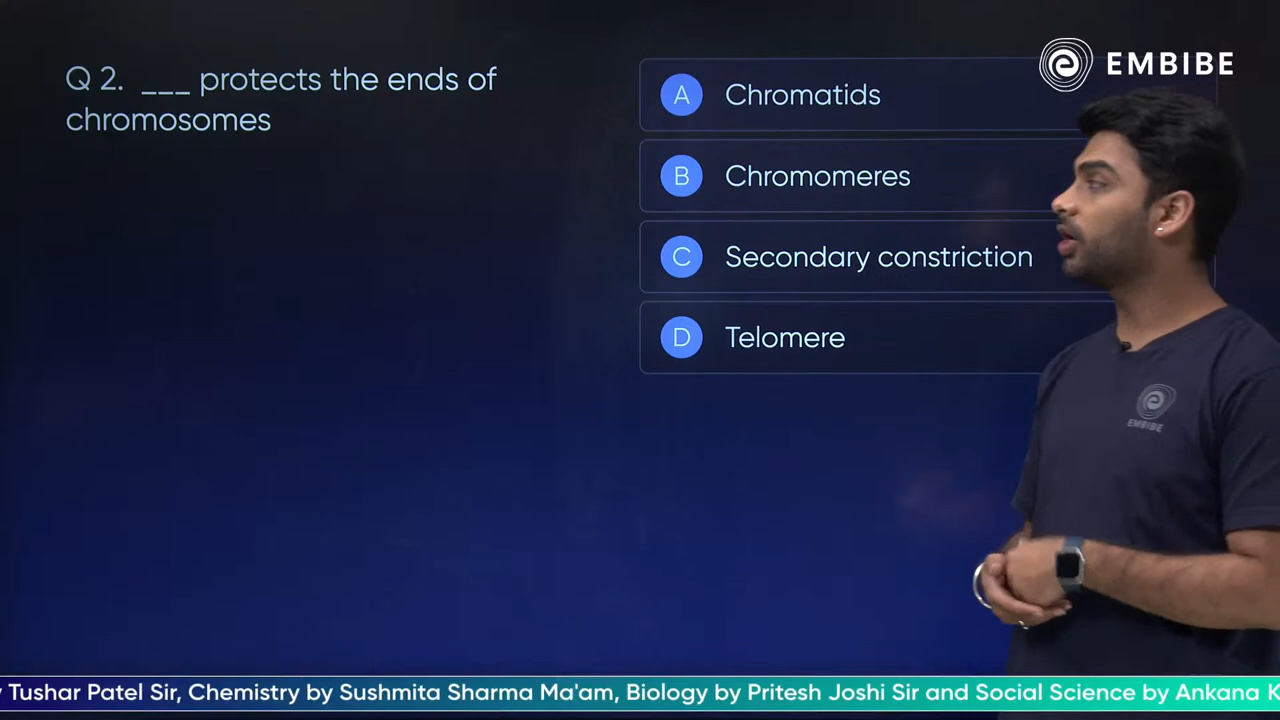 EMBIBE
Q 2. ___ protects the ends of
chromosomes
A Chromatids
B Chromomeres
C Secondary constriction
D Telomere
EMBIBE
Tushar Patel Sir, Chemistry by Sushmita Sharma Ma'am, Biology by Pritesh Joshi Sir and Social Science by Ankana